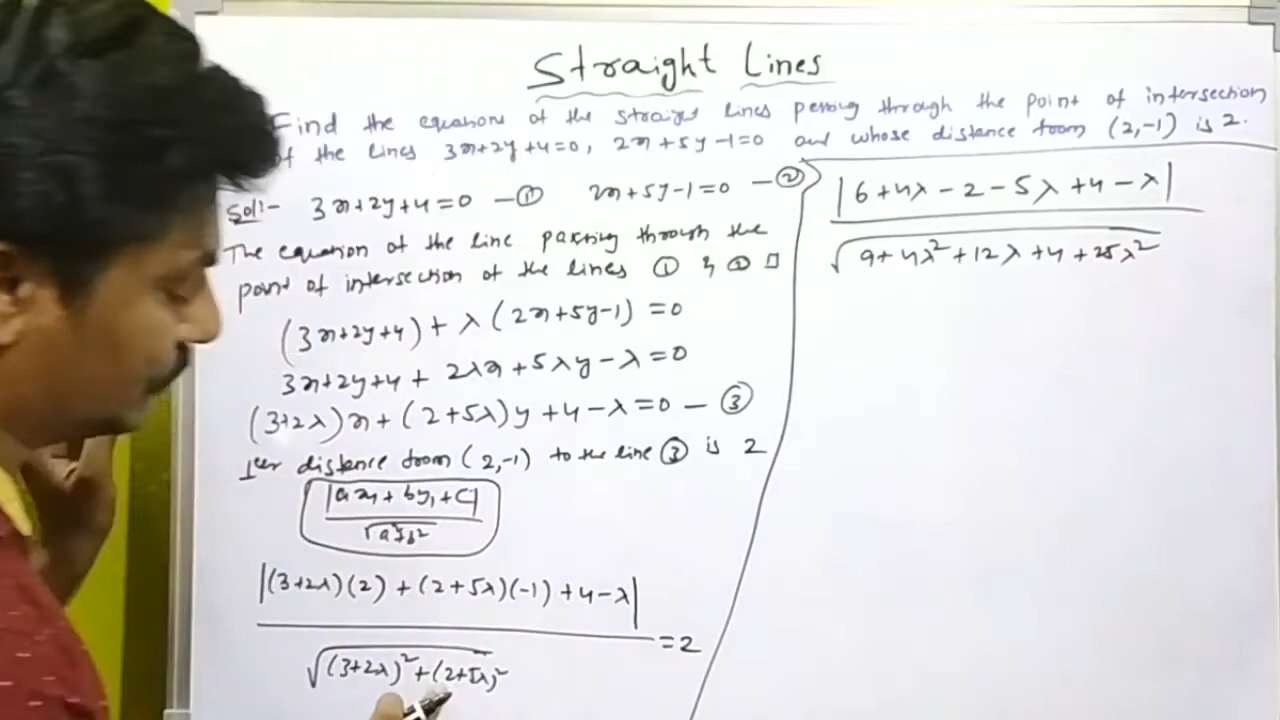 Straight Lines
Find the equations of the straight lines passing through the point of intersection
of the lines 3x+2y+4=0, 2x+5y-1=0 and whose distance from (2,-1) is 2.
Sol:- 3x+2y+4=0 —① 2x+5y-1=0 —②
The equation of the line passing through the
point of intersection of the lines ① & ② is
(3x+2y+4)+λ(2x+5y-1)=0
3x+2y+4+2λx+5λy-λ=0
(3+2λ)x+(2+5λ)y+4-λ=0 —③
⊥er distance from (2,-1) to the line ③ is 2
|ax₁+by₁+c|
√a²+b²
|(3+2λ)(2)+(2+5λ)(-1)+4-λ|
=2
√(3+2λ)²+(2+5λ)²
|6+4λ-2-5λ+4-λ|
√9+4λ²+12λ+4+25λ²